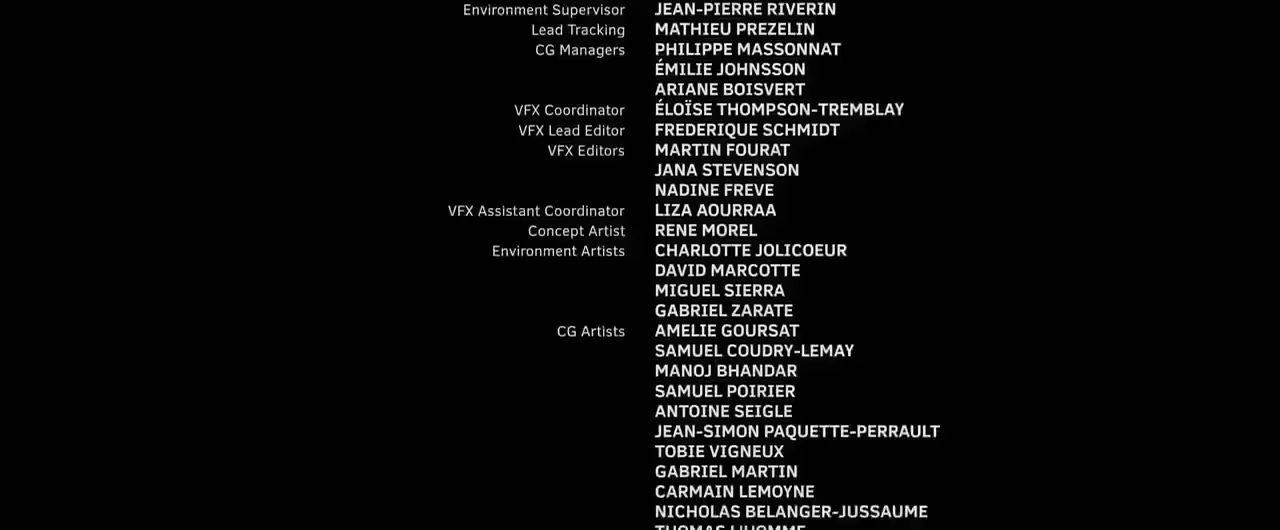 Environment Supervisor JEAN-PIERRE RIVERIN
Lead Tracking MATHIEU PREZELIN
CG Managers PHILIPPE MASSONNAT
ÉMILIE JOHNSSON
ARIANE BOISVERT
VFX Coordinator ÉLOÏSE THOMPSON-TREMBLAY
VFX Lead Editor FREDERIQUE SCHMIDT
VFX Editors MARTIN FOURAT
JANA STEVENSON
NADINE FREVE
VFX Assistant Coordinator LIZA AOURRAA
Concept Artist RENE MOREL
Environment Artists CHARLOTTE JOLICOEUR
DAVID MARCOTTE
MIGUEL SIERRA
GABRIEL ZARATE
CG Artists AMELIE GOURSAT
SAMUEL COUDRY-LEMAY
MANOJ BHANDAR
SAMUEL POIRIER
ANTOINE SEIGLE
JEAN-SIMON PAQUETTE-PERRAULT
TOBIE VIGNEUX
GABRIEL MARTIN
CARMAIN LEMOYNE
NICHOLAS BELANGER-JUSSAUME
THOMAS